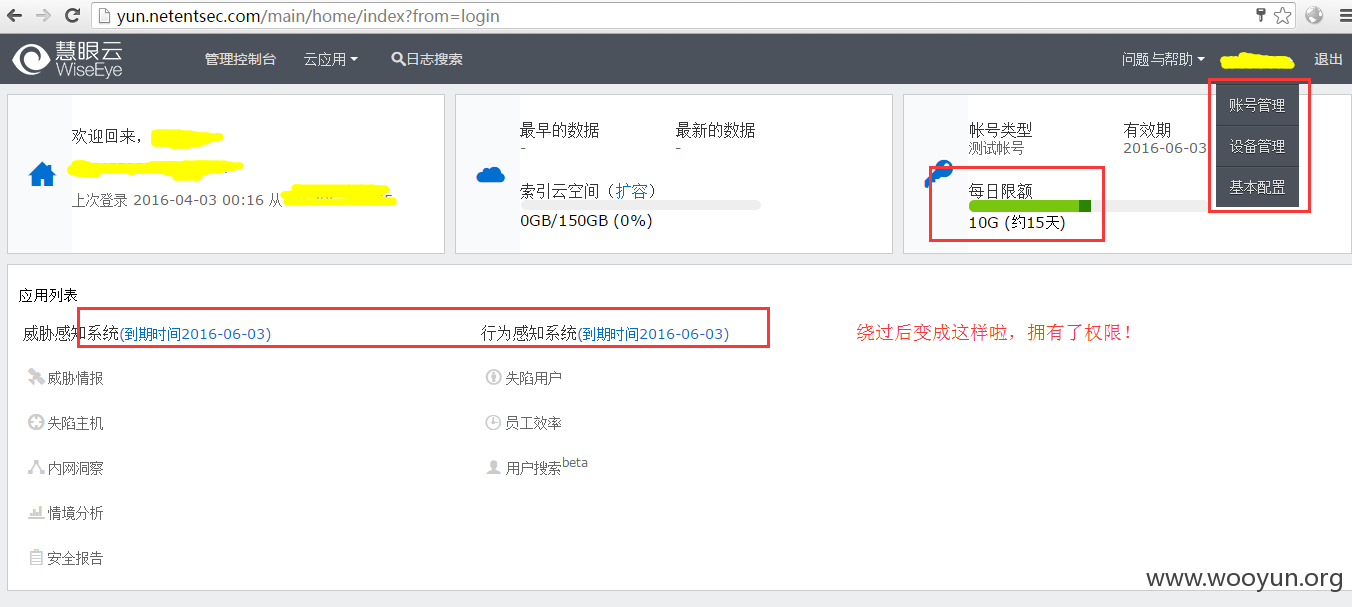 yun.netentsec.com/main/home/index?from=login
慧眼云
WiseEye
管理控制台 云应用 日志搜索 问题与帮助 退出
账号管理
设备管理
基本配置
欢迎回来，
上次登录 2016-04-03 00:16 从
最早的数据 最新的数据
- -
索引云空间（扩容）
0GB/150GB (0%)
帐号类型 有效期
测试帐号 2016-06-03
每日限额
10G (约15天)
应用列表
威胁感知系统(到期时间2016-06-03) 行为感知系统(到期时间2016-06-03)
绕过后变成这样啦，拥有了权限！
威胁情报 失陷用户
失陷主机 员工效率
内网洞察 用户搜索beta
情境分析
安全报告
www.wooyun.org